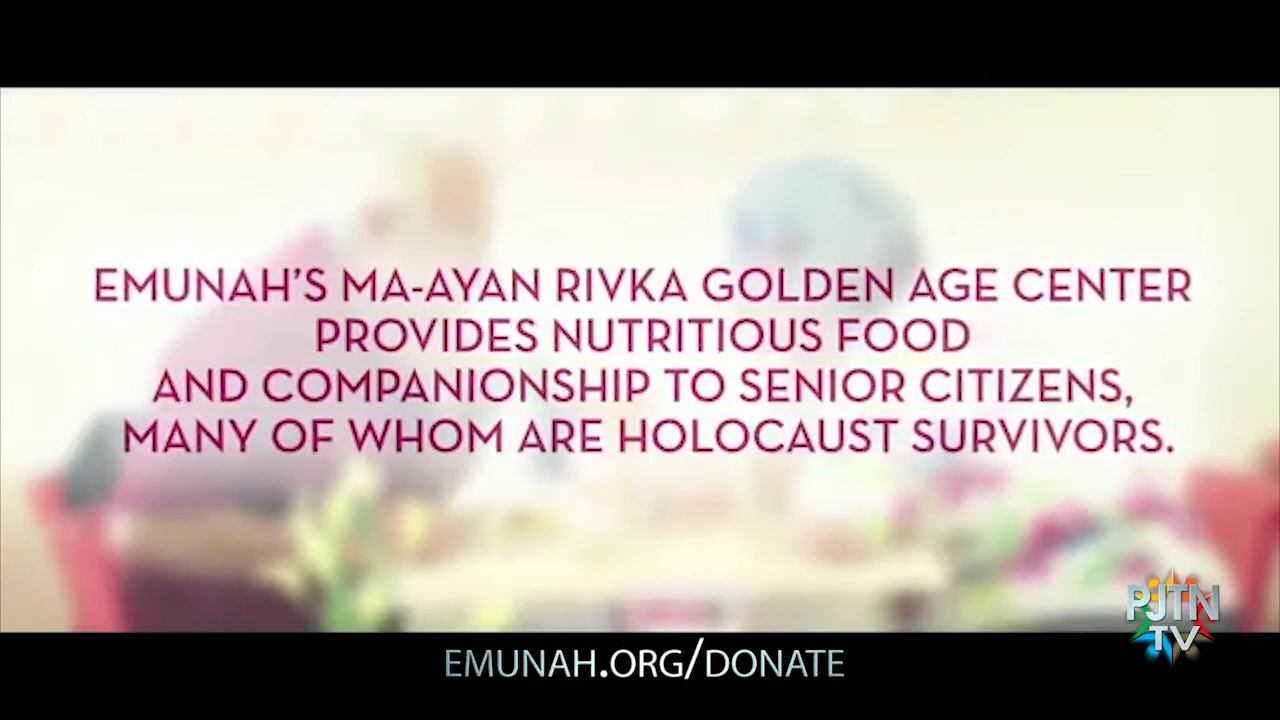 EMUNAH’S MA-AYAN RIVKA GOLDEN AGE CENTER
PROVIDES NUTRITIOUS FOOD
AND COMPANIONSHIP TO SENIOR CITIZENS,
MANY OF WHOM ARE HOLOCAUST SURVIVORS.
PJTN
TV
EMUNAH.ORG/DONATE